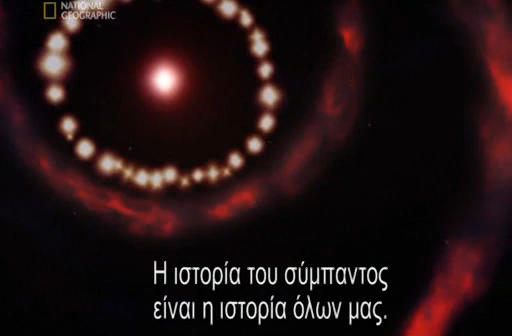 NATIONAL
GEOGRAPHIC
Η ιστορία του σύμπαντος
είναι η ιστορία όλων μας.